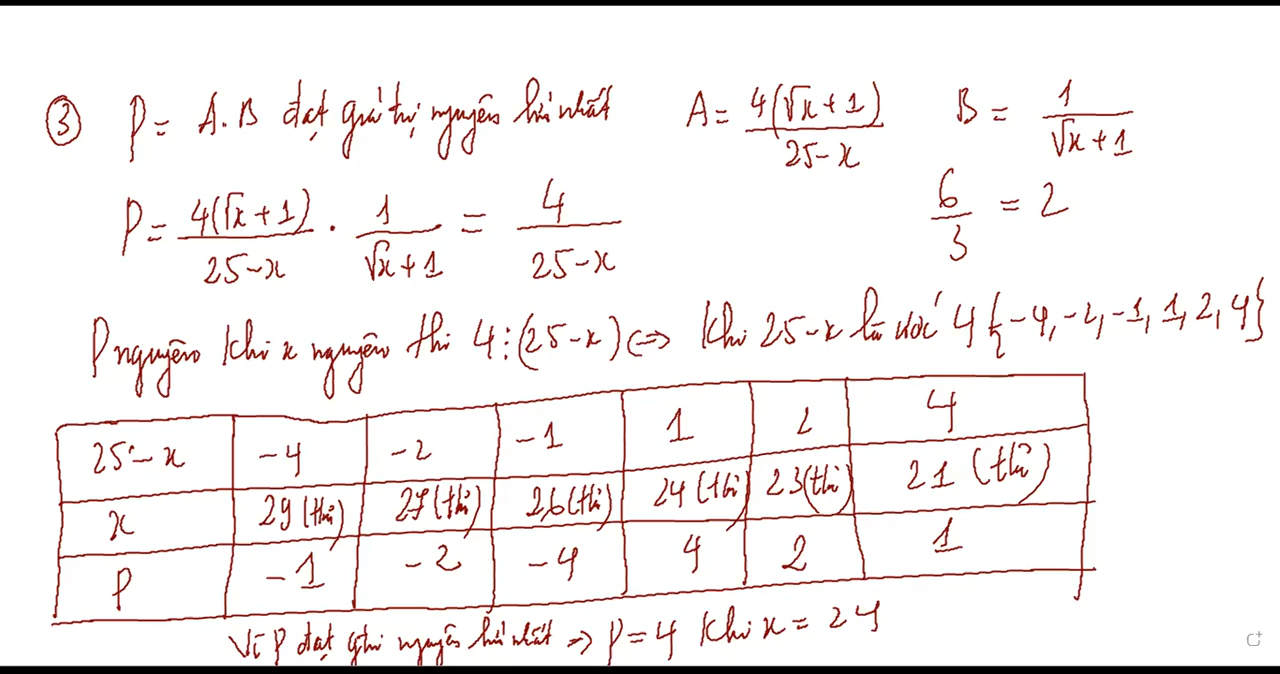 ③ P = A.B đạt giá trị nguyên lớn nhất A = 4(√x + 1) / 25 - x B = 1 / √x + 1
P = 4(√x + 1) / 25 - x . 1 / √x + 1 = 4 / 25 - x 6 / 3 = 2
P nguyên khi x nguyên thì 4 ⋮ (25 - x) <=> khi 25 - x là ước 4 {-4, -2, -1, 1, 2, 4}
25 - x -4 -2 -1 1 2 4
x 29 (tm) 27 (tm) 26 (tm) 24 (tm) 23 (tm) 21 (tm)
P -1 -2 -4 4 2 1
Vì P đạt gtri nguyên lớn nhất => P = 4 khi x = 24